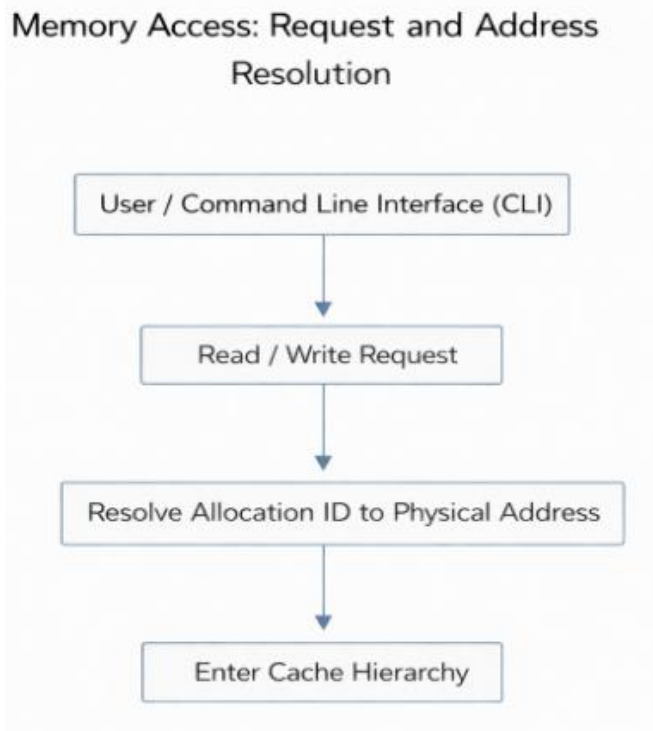 Memory Access: Request and Address
Resolution
User / Command Line Interface (CLI)
Read / Write Request
Resolve Allocation ID to Physical Address
Enter Cache Hierarchy